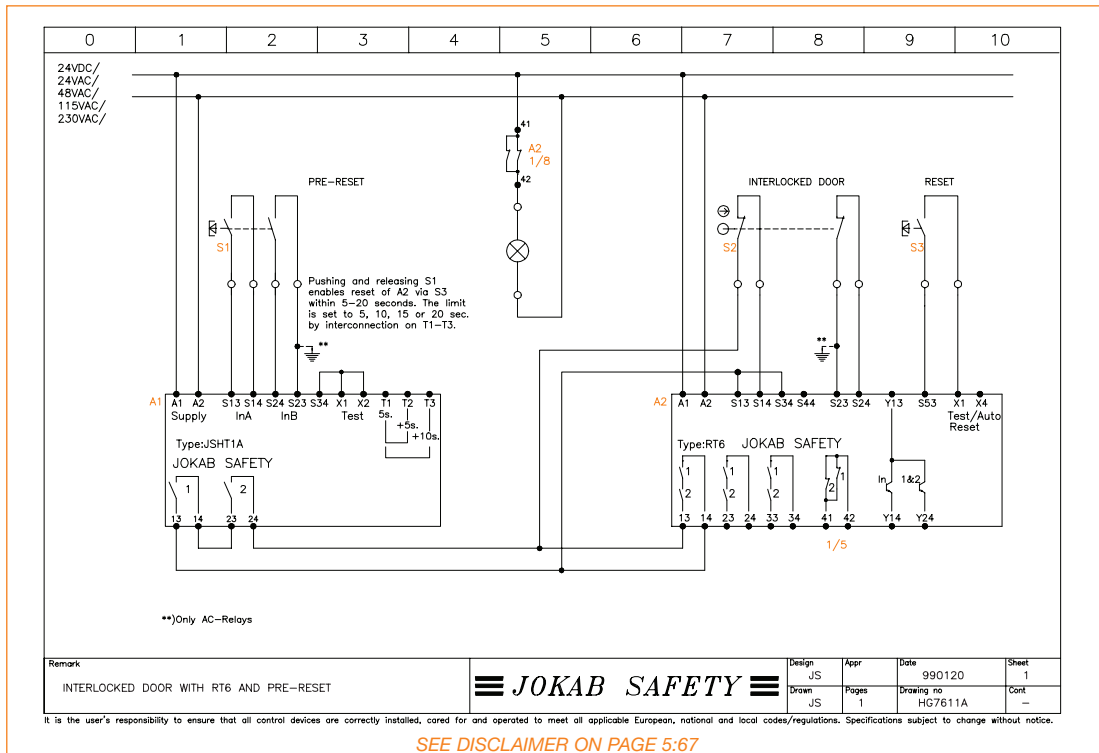 0 1 2 3 4 5 6 7 8 9 10
24VDC/
24VAC/
48VAC/
115VAC/
230VAC/
41
A2
1/8
42
PRE-RESET
INTERLOCKED DOOR
RESET
S1
S2
S3
Pushing and releasing S1
enables reset of A2 via S3
within 5-20 seconds. The limit
is set to 5, 10, 15 or 20 sec.
by interconnection on T1-T3.
**
**
A1
A1 A2 S13 S14 S24 S23 S34 X1 X2 T1 T2 T3
Supply InA InB Test 5s. +5s. +10s.
Type:JSHT1A
JOKAB SAFETY
1 2
13 14 23 24
A2
A1 A2 S13 S14 S34 S44 S23 S24 Y13 S53 X1 X4
Test/Auto
Reset
Type:RT6 JOKAB SAFETY
1 1 1 1
2 2 2 2
In 1&2
13 14 23 24 33 34 41 42 Y14 Y24
1/5
**)Only AC-Relays
Remark
INTERLOCKED DOOR WITH RT6 AND PRE-RESET
JOKAB SAFETY
Design Appr Date Sheet
JS 990120 1
Drawn Pages Drawing no Cont
JS 1 HG7611A -
It is the user's responsibility to ensure that all control devices are correctly installed, cared for and operated to meet all applicable European, national and local codes/regulations. Specifications subject to change without notice.
SEE DISCLAIMER ON PAGE 5:67